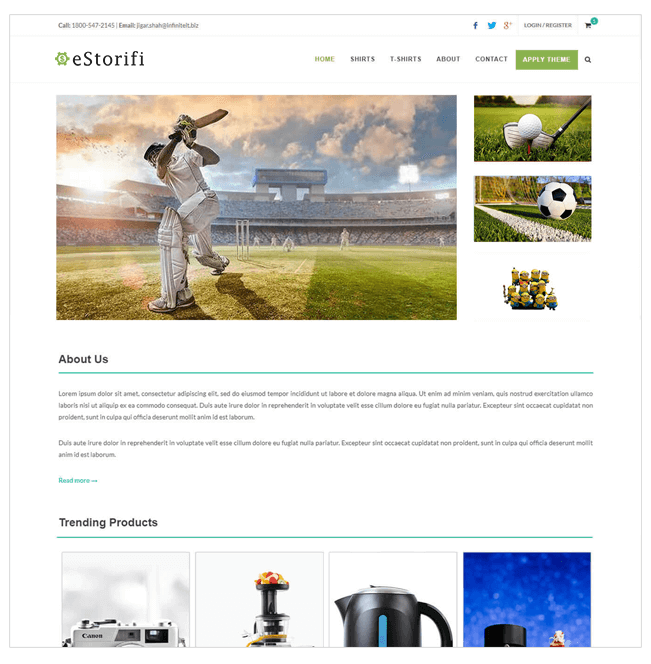 Call: 1800-547-2145 | Email: jigar.shah@infiniteit.biz
LOGIN / REGISTER
1
eStorifi
HOME SHIRTS T-SHIRTS ABOUT CONTACT APPLY THEME
About Us
Lorem ipsum dolor sit amet, consectetur adipiscing elit, sed do eiusmod tempor incididunt ut labore et dolore magna aliqua. Ut enim ad minim veniam, quis nostrud exercitation ullamco
laboris nisi ut aliquip ex ea commodo consequat. Duis aute irure dolor in reprehenderit in voluptate velit esse cillum dolore eu fugiat nulla pariatur. Excepteur sint occaecat cupidatat non
proident, sunt in culpa qui officia deserunt mollit anim id est laborum.
Duis aute irure dolor in reprehenderit in voluptate velit esse cillum dolore eu fugiat nulla pariatur. Excepteur sint occaecat cupidatat non proident, sunt in culpa qui officia deserunt mollit
anim id est laborum.
Read more →
Trending Products
Canon